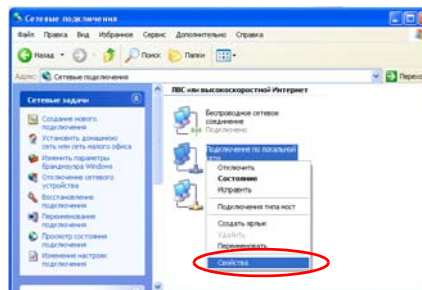 Сетевые подключения
Файл Правка Вид Избранное Сервис Дополнительно Справка
Назад Поиск Папки
Адрес: Сетевые подключения Переход
ЛВС или высокоскоростной Интернет
Сетевые задачи
Создание нового
подключения
Установить домашнюю
сеть или сеть малого офиса
Изменить параметры
брандмауэра Windows
Отключение сетевого
устройства
Восстановление
подключения
Переименование
подключения
Просмотр состояния
подключения
Изменение настроек
подключения
Беспроводное сетевое
соединение
Подключено
Подключение по локальной
сети
Отключить
Состояние
Исправить
Подключения типа мост
Создать ярлык
Удалить
Переименовать
Свойства